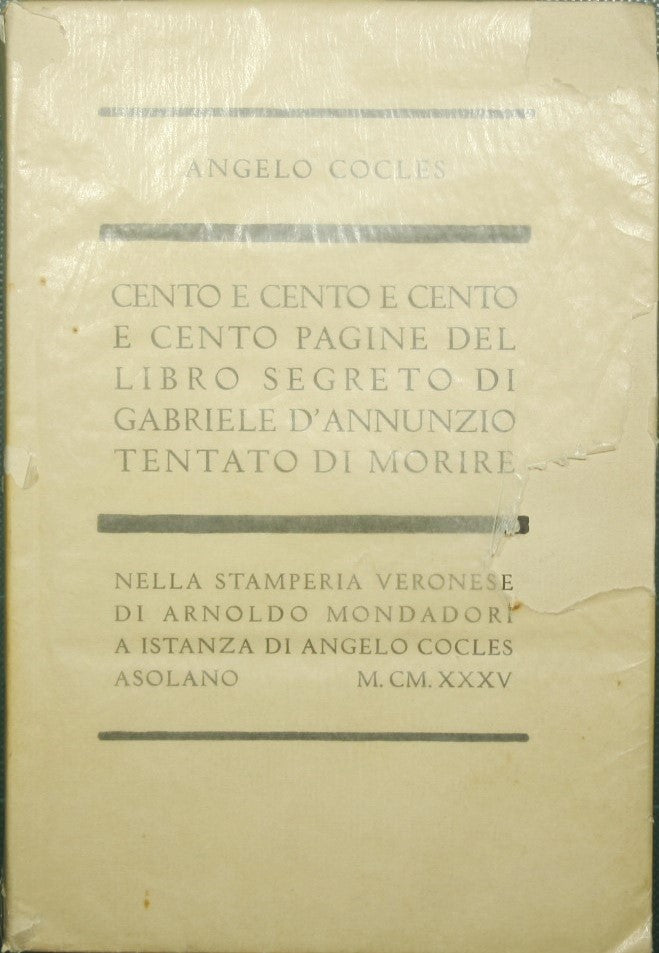 ANGELO COCLES
CENTO E CENTO E CENTO
E CENTO PAGINE DEL
LIBRO SEGRETO DI
GABRIELE D'ANNUNZIO
TENTATO DI MORIRE
NELLA STAMPERIA VERONESE
DI ARNOLDO MONDADORI
A ISTANZA DI ANGELO COCLES
ASOLANO M. CM. XXXV